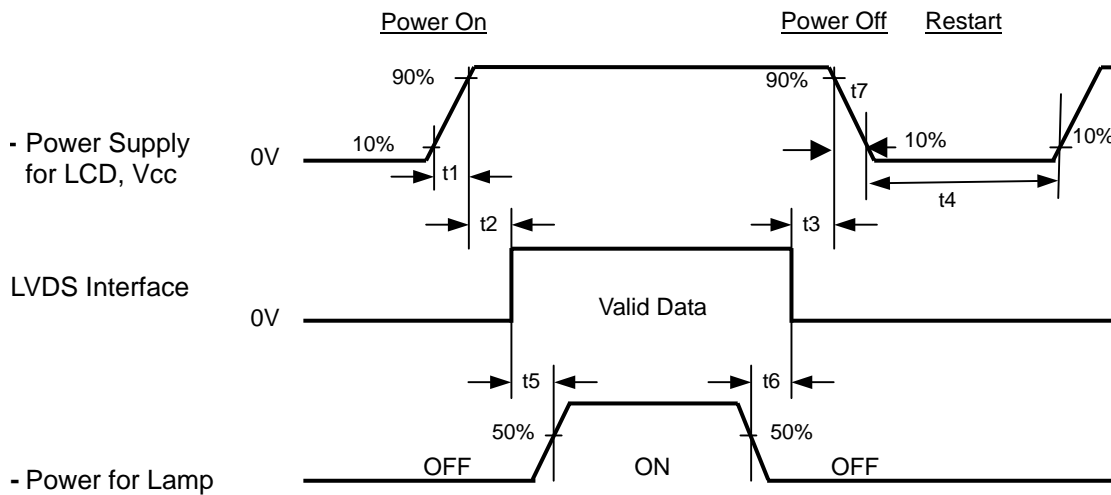 Power On
Power Off
Restart
90%
90%
t7
- Power Supply
for LCD, Vcc
0V
10%
10%
10%
t1
t4
t2
t3
LVDS Interface
Valid Data
0V
t5
t6
50%
50%
OFF
ON
OFF
- Power for Lamp